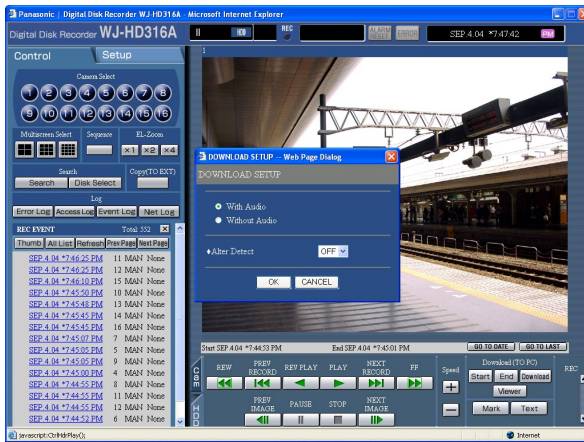 Panasonic | Digital Disk Recorder WJ-HD316A - Microsoft Internet Explorer
Digital Disk Recorder WJ-HD316A
HDD
REC
ALARM RESET
ERROR
SEP.4.04 *7:47:42 PM
Control
Setup
Camera Select
1 2 3 4 5 6 7 8
9 10 11 12 13 14 15 16
Multiscreen Select Sequence EL-Zoom
×1 ×2 ×4
Search Copy(TO EXT)
Search Disk Select
Log
Error Log Access Log Event Log Net Log
REC EVENT Total: 552
Thumb All List Refresh Prev Page Next Page
SEP.4.04 *7:46:25 PM 11 MAN None
SEP.4.04 *7:46:25 PM 12 MAN None
SEP.4.04 *7:46:10 PM 15 MAN None
SEP.4.04 *7:45:50 PM 10 MAN None
SEP.4.04 *7:45:48 PM 13 MAN None
SEP.4.04 *7:45:45 PM 14 MAN None
SEP.4.04 *7:45:45 PM 16 MAN None
SEP.4.04 *7:45:07 PM 7 MAN None
SEP.4.04 *7:45:05 PM 5 MAN None
SEP.4.04 *7:45:05 PM 9 MAN None
SEP.4.04 *7:45:00 PM 4 MAN None
SEP.4.04 *7:44:55 PM 8 MAN None
SEP.4.04 *7:44:55 PM 11 MAN None
SEP.4.04 *7:44:55 PM 12 MAN None
SEP.4.04 *7:44:52 PM 6 MAN None
1
DOWNLOAD SETUP -- Web Page Dialog
DOWNLOAD SETUP
With Audio
Without Audio
♦Alter Detect OFF
OK CANCEL
Start SEP.4.04 *7:44:53 PM End SEP.4.04 *7:45:01 PM GO TO DATE GO TO LAST
Cam
HDD
REW PREV RECORD REV PLAY PLAY NEXT RECORD FF
PREV IMAGE PAUSE STOP NEXT IMAGE
Speed
Download (TO PC)
Start End Download
Viewer
Mark Text
REC
javascript:CtrlHdrPlay();
Internet